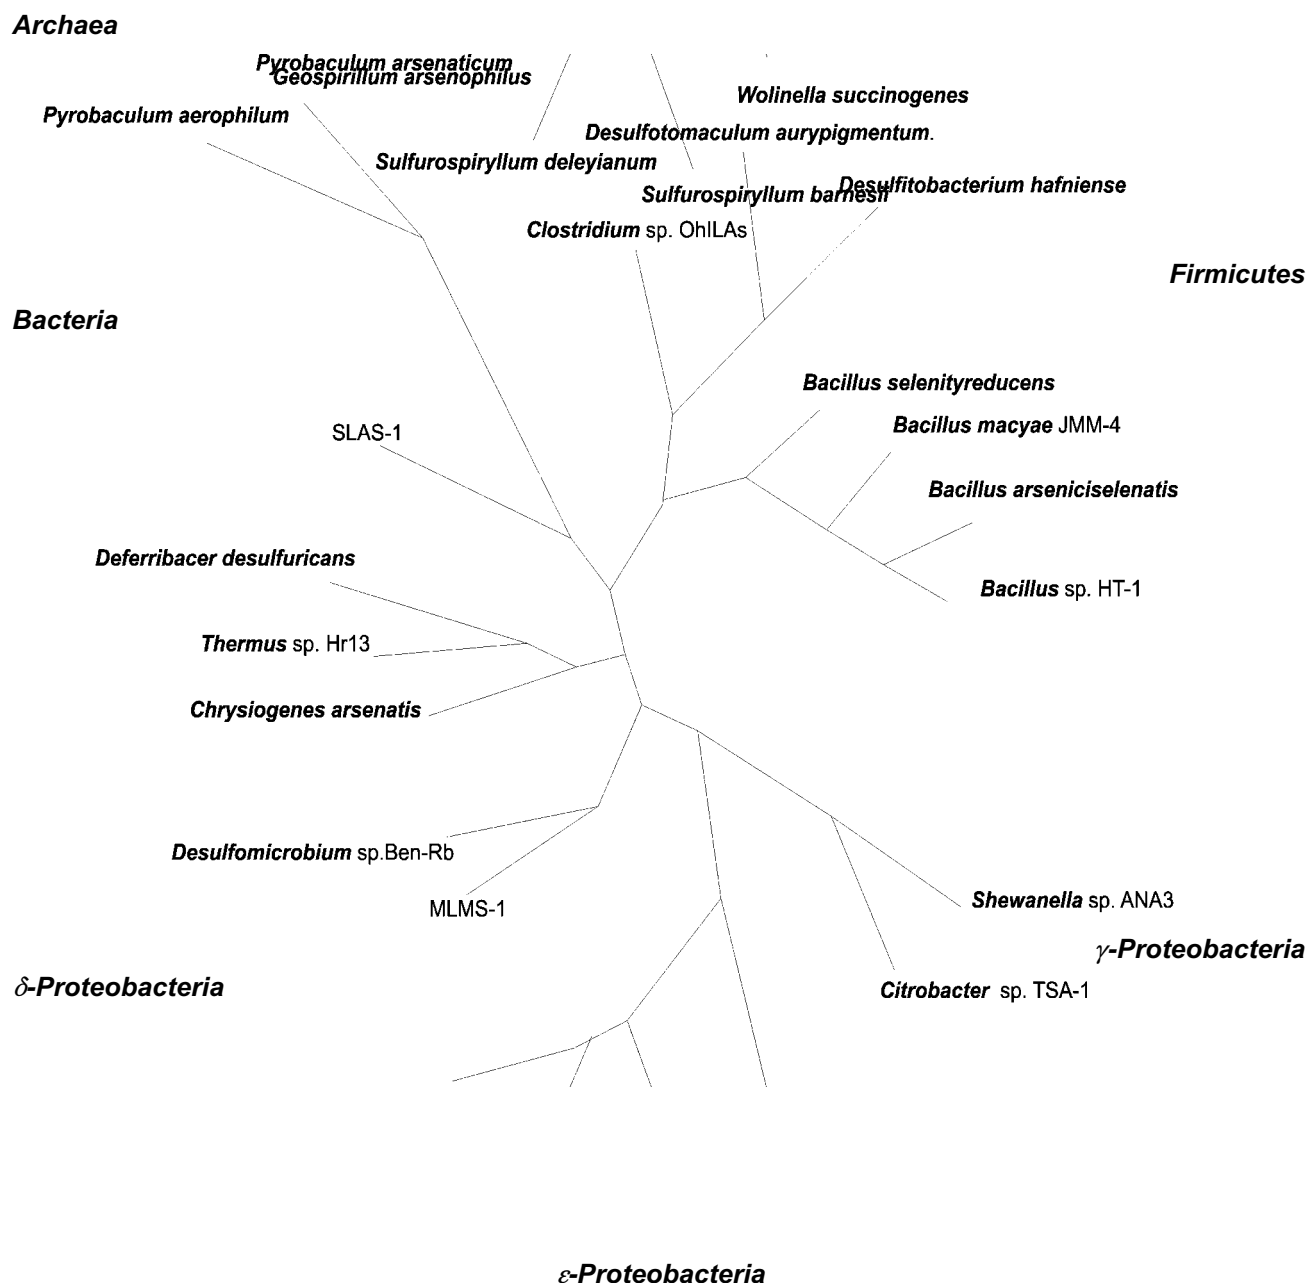 Archaea
Pyrobaculum arsenaticum
Geospirillum arsenophilus
Wolinella succinogenes
Pyrobaculum aerophilum
Desulfotomaculum aurypigmentum.
Sulfurospiryllum deleyianum
Desulfitobacterium hafniense
Sulfurospiryllum barnesii
Clostridium sp. OhILAs
Firmicutes
Bacteria
Bacillus selenityreducens
Bacillus macyae JMM-4
SLAS-1
Bacillus arseniciselenatis
Deferribacer desulfuricans
Bacillus sp. HT-1
Thermus sp. Hr13
Chrysiogenes arsenatis
Desulfomicrobium sp.Ben-Rb
Shewanella sp. ANA3
MLMS-1
γ-Proteobacteria
δ-Proteobacteria
Citrobacter sp. TSA-1
ε-Proteobacteria